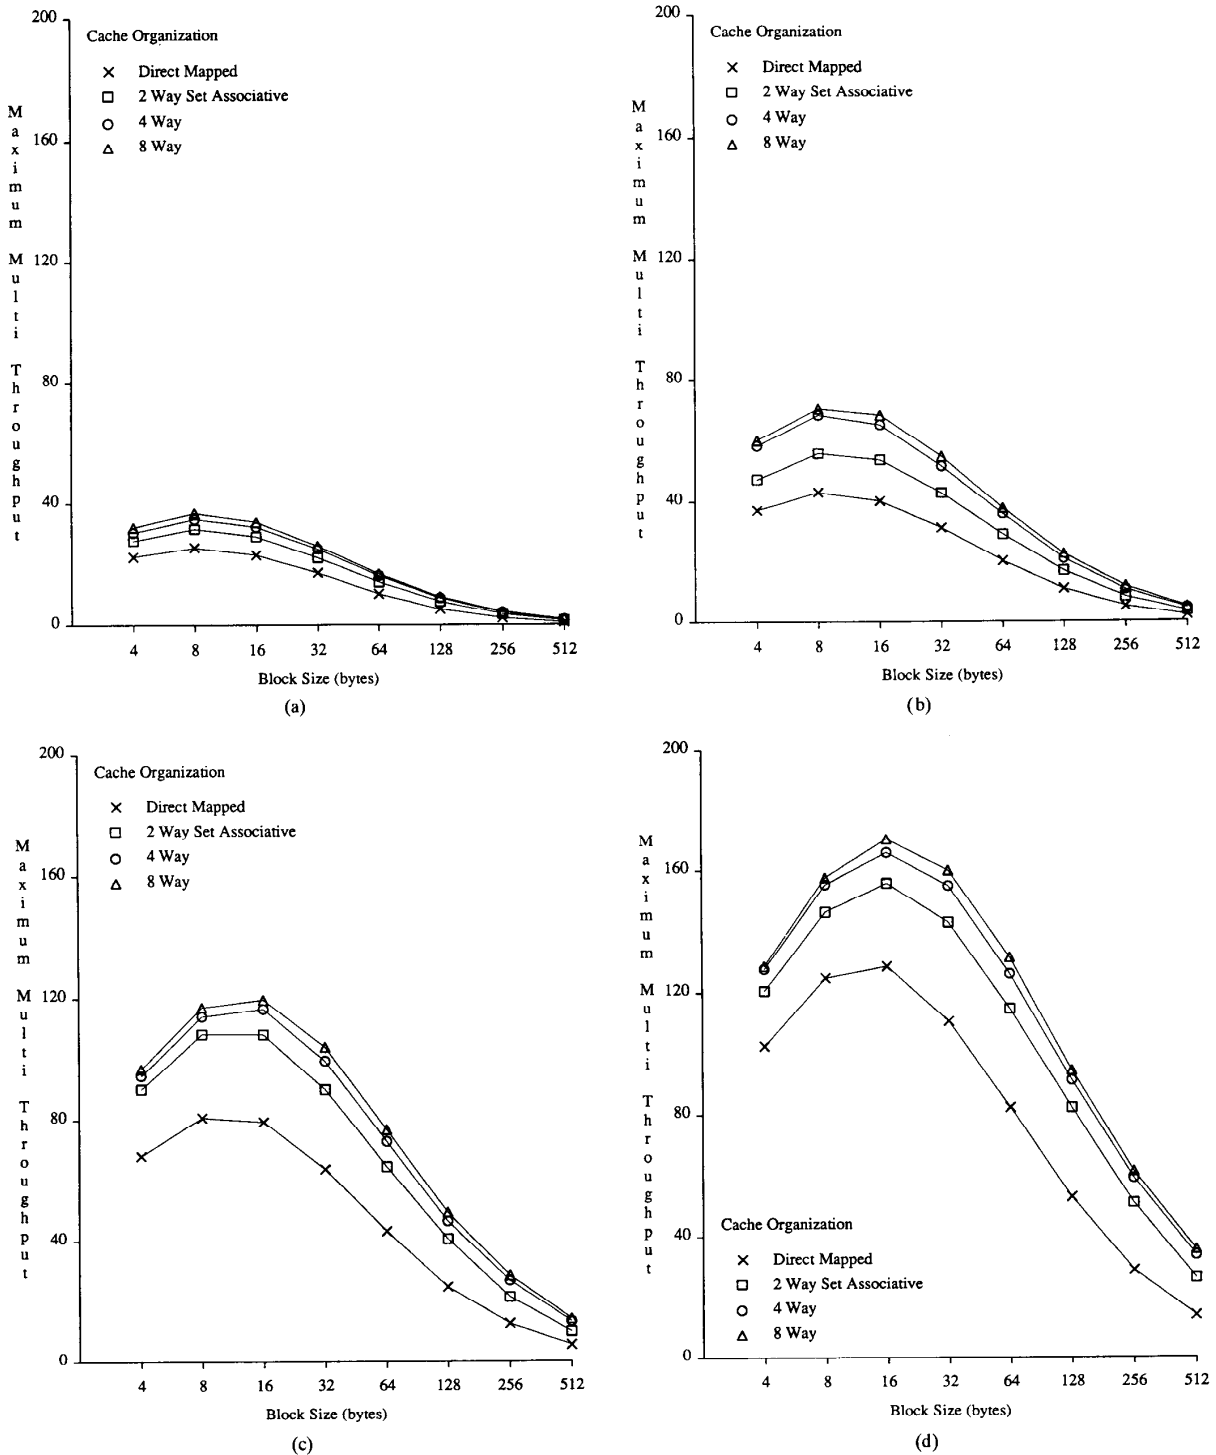 200
160
120
80
40
0
Maximum Multi Throughput
Cache Organization
Direct Mapped
2 Way Set Associative
4 Way
8 Way
4 8 16 32 64 128 256 512
Block Size (bytes)
(a)
200
160
120
80
40
0
Maximum Multi Throughput
Cache Organization
Direct Mapped
2 Way Set Associative
4 Way
8 Way
4 8 16 32 64 128 256 512
Block Size (bytes)
(b)
200
160
120
80
40
0
Maximum Multi Throughput
Cache Organization
Direct Mapped
2 Way Set Associative
4 Way
8 Way
4 8 16 32 64 128 256 512
Block Size (bytes)
(c)
200
160
120
80
40
0
Maximum Multi Throughput
Cache Organization
Direct Mapped
2 Way Set Associative
4 Way
8 Way
4 8 16 32 64 128 256 512
Block Size (bytes)
(d)